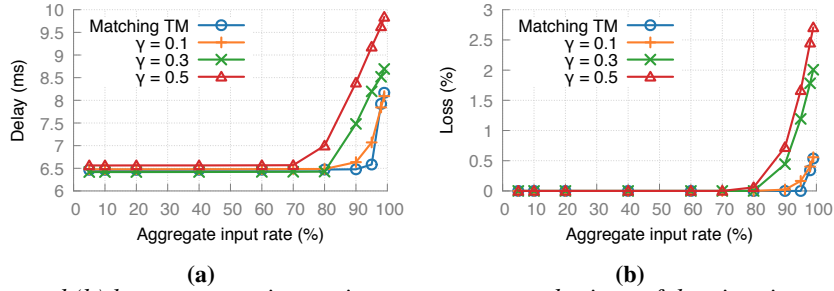 Matching TM
γ = 0.1
γ = 0.3
γ = 0.5
Delay (ms)
10
9.5
9
8.5
8
7.5
7
6.5
6
0 10 20 30 40 50 60 70 80 90 100
Aggregate input rate (%)
(a)
Matching TM
γ = 0.1
γ = 0.3
γ = 0.5
Loss (%)
3
2.5
2
1.5
1
0.5
0
0 10 20 30 40 50 60 70 80 90 100
Aggregate input rate (%)
(b)